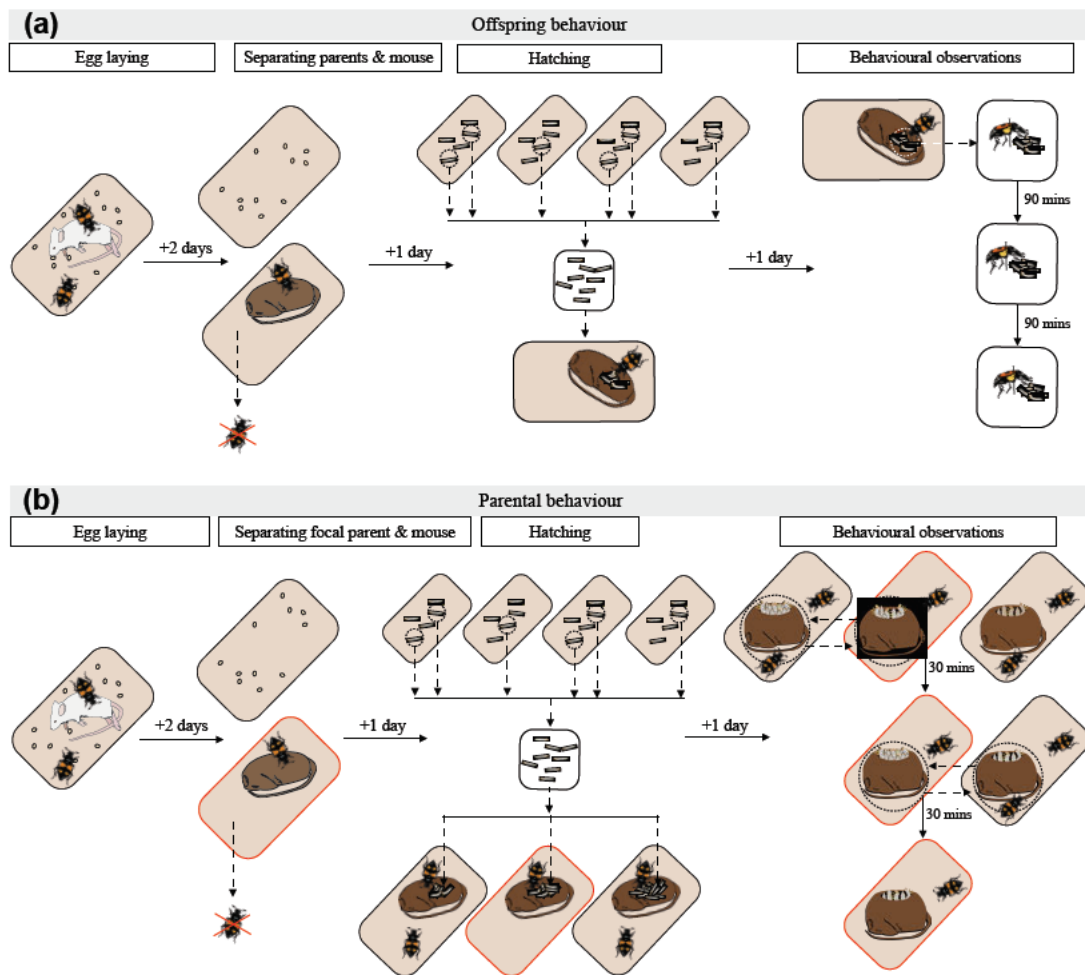 (a)
Offspring behaviour
Egg laying
Separating parents & mouse
Hatching
Behavioural observations
+2 days
+1 day
+1 day
90 mins
90 mins
(b)
Parental behaviour
Egg laying
Separating focal parent & mouse
Hatching
Behavioural observations
+2 days
+1 day
+1 day
30 mins
30 mins